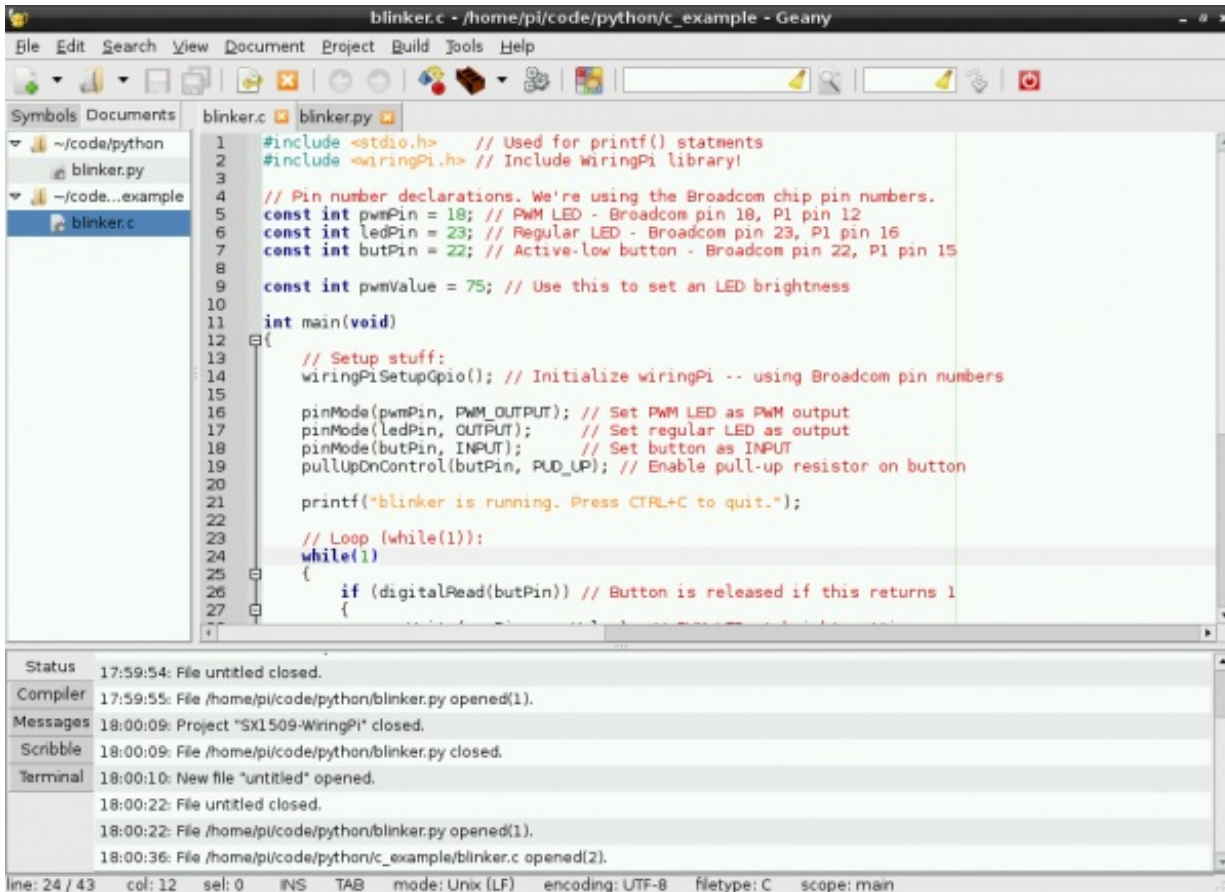 blinker.c - /home/pi/code/python/c_example - Geany
File Edit Search View Document Project Build Tools Help
Symbols Documents
blinker.c blinker.py
~/code/python
blinker.py
~/code...example
blinker.c
1 #include <stdio.h> // Used for printf() statments
2 #include <wiringPi.h> // Include WiringPi library!
3
4 // Pin number declarations. We're using the Broadcom chip pin numbers.
5 const int pwmPin = 18; // PWM LED - Broadcom pin 18, P1 pin 12
6 const int ledPin = 23; // Regular LED - Broadcom pin 23, P1 pin 16
7 const int butPin = 22; // Active-low button - Broadcom pin 22, P1 pin 15
8
9 const int pwmValue = 75; // Use this to set an LED brightness
10
11 int main(void)
12 {
13 // Setup stuff:
14 wiringPiSetupGpio(); // Initialize wiringPi -- using Broadcom pin numbers
15
16 pinMode(pwmPin, PWM_OUTPUT); // Set PWM LED as PWM output
17 pinMode(ledPin, OUTPUT); // Set regular LED as output
18 pinMode(butPin, INPUT); // Set button as INPUT
19 pullUpDnControl(butPin, PUD_UP); // Enable pull-up resistor on button
20
21 printf("blinker is running. Press CTRL+C to quit.");
22
23 // Loop (while(1)):
24 while(1)
25 {
26 if (digitalRead(butPin)) // Button is released if this returns 1
27 {
Status
Compiler
Messages
Scribble
Terminal
17:59:54: File untitled closed.
17:59:55: File /home/pi/code/python/blinker.py opened(1).
18:00:09: Project "SX1509-WiringPi" closed.
18:00:09: File /home/pi/code/python/blinker.py closed.
18:00:10: New file "untitled" opened.
18:00:22: File untitled closed.
18:00:22: File /home/pi/code/python/blinker.py opened(1).
18:00:36: File /home/pi/code/python/c_example/blinker.c opened(2).
line: 24 / 43 col: 12 sel: 0 INS TAB mode: Unix (LF) encoding: UTF-8 filetype: C scope: main